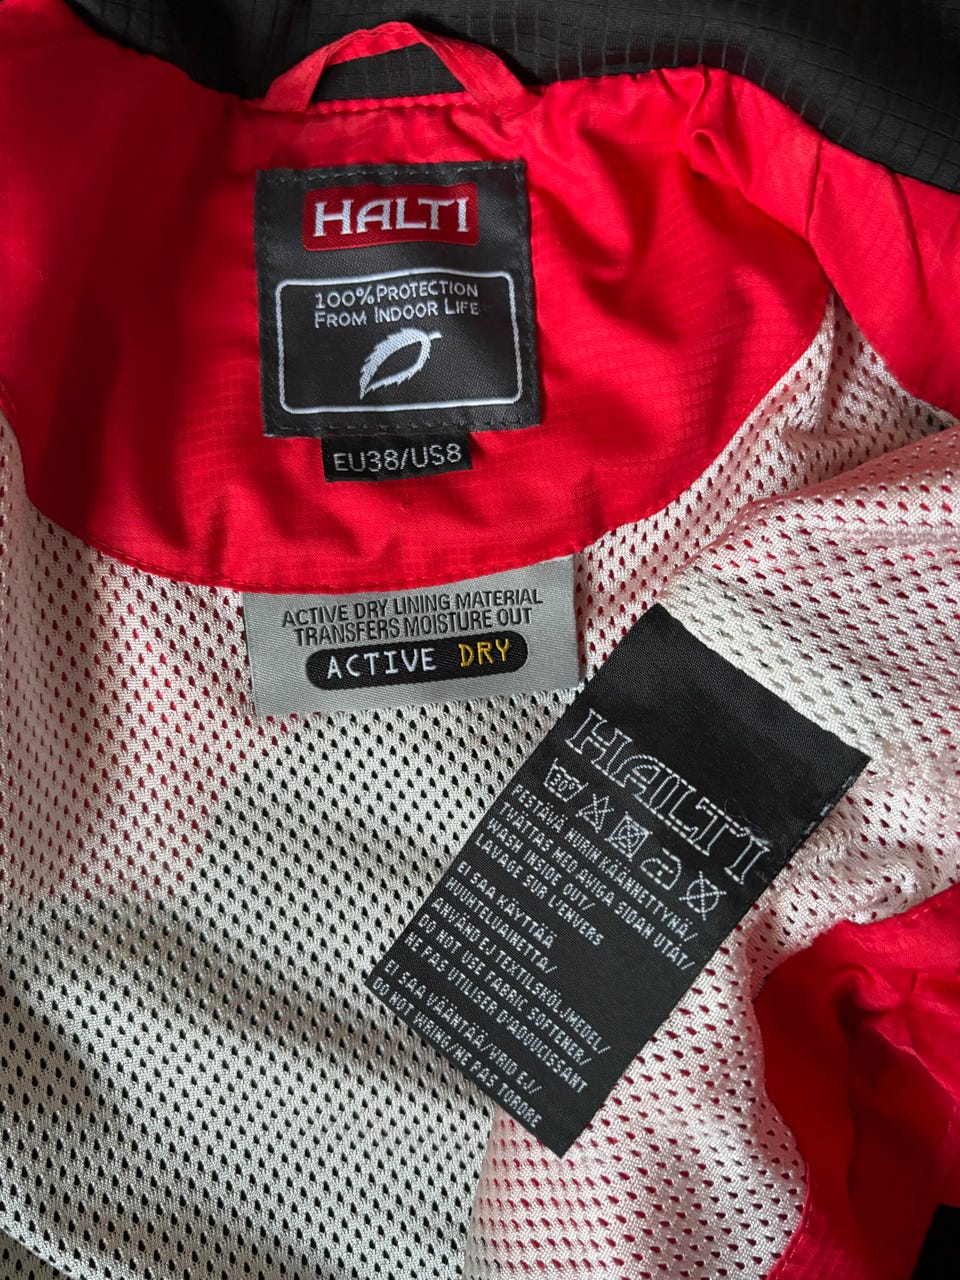 HALTI
100% PROTECTION
FROM INDOOR LIFE
EU38/US8
ACTIVE DRY LINING MATERIAL
TRANSFERS MOISTURE OUT
ACTIVE DRY
HALTI
30°
PESTÄVÄ NURIN KÄÄNNETTYNÄ/
TVÄTTAS MED AVIGA SIDAN UTÅT/
WASH INSIDE OUT/
LAVAGE SUR L'ENVERS
EI SAA KÄYTTÄÄ
HUUHTELUAINETTA/
ANVÄND EJ TEXTILSKÖLJMEDEL/
DO NOT USE FABRIC SOFTENER/
NE PAS UTILISER D'ADOUCISSANT
EI SAA VÄÄNTÄÄ/VRID EJ/
DO NOT WRING/NE PAS TORDRE